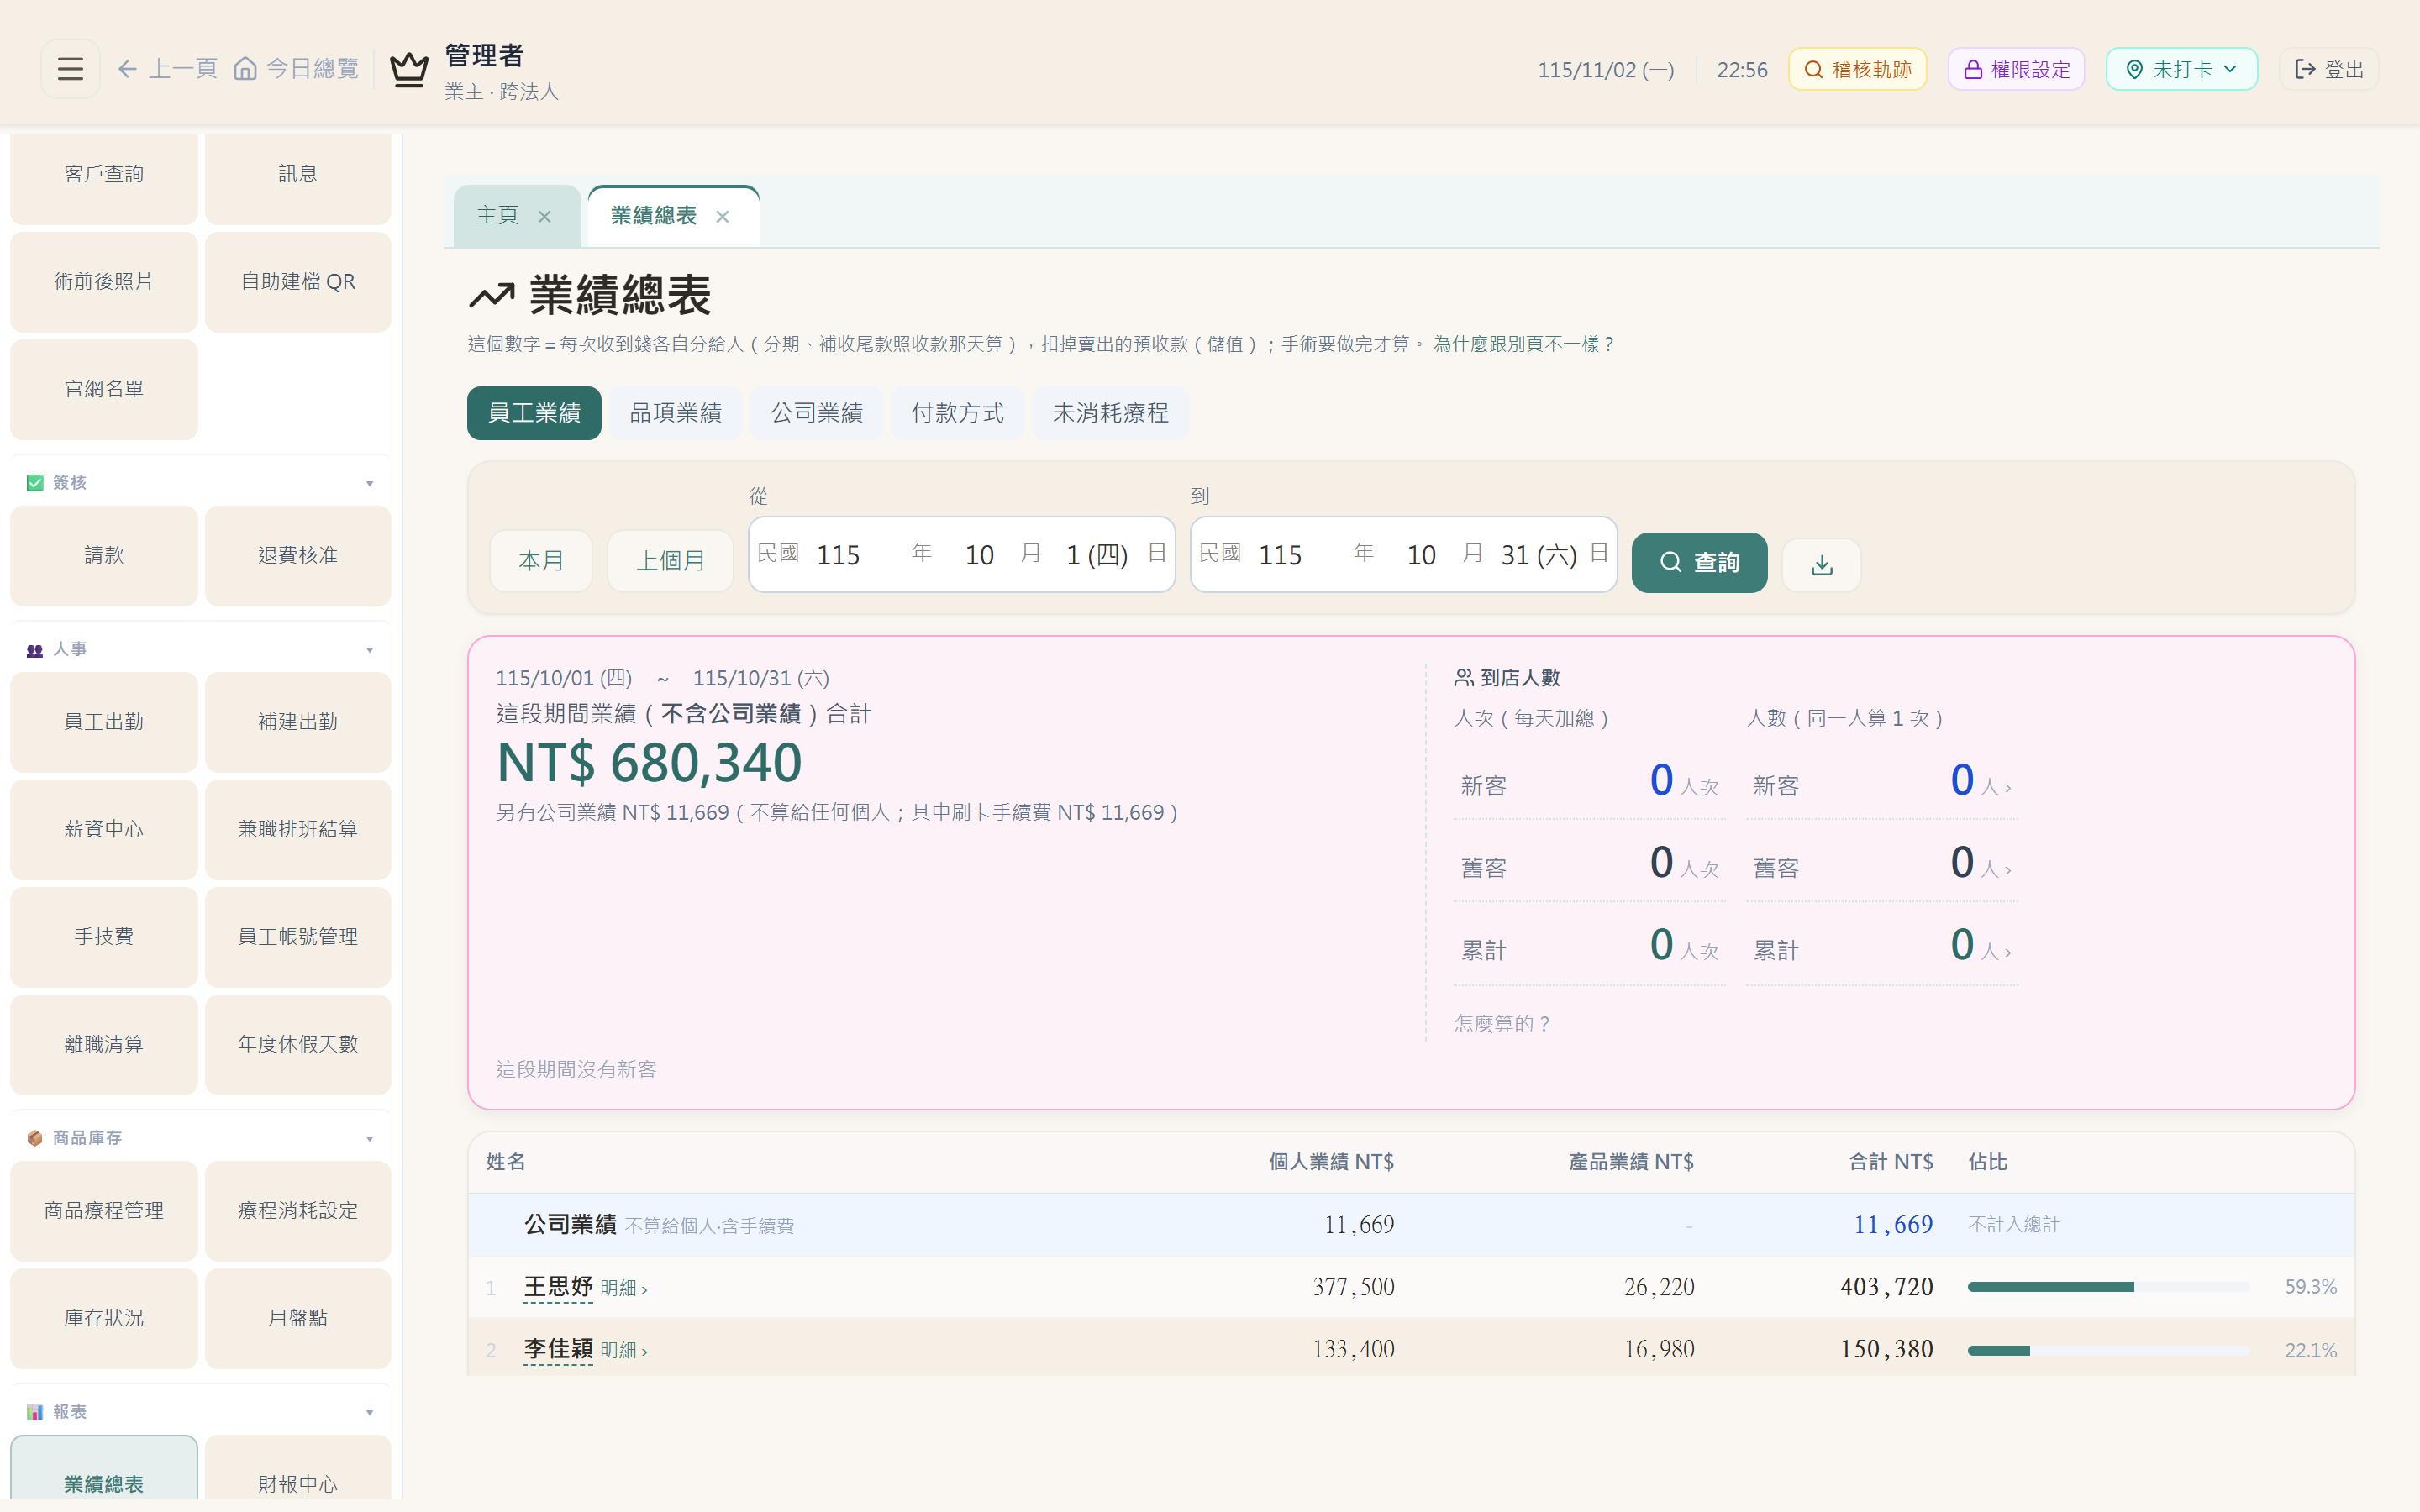 上一頁 今日總覽 管理者
業主 · 跨法人
115/11/02 (一) 22:56 稽核軌跡 權限設定 未打卡 登出
客戶查詢 訊息
術前後照片 自助建檔 QR
官網名單
簽核
請款 退費核准
人事
員工出勤 補建出勤
薪資中心 兼職排班結算
手技費 員工帳號管理
離職清算 年度休假天數
商品庫存
商品療程管理 療程消耗設定
庫存狀況 月盤點
報表
業績總表 財報中心
主頁 × 業績總表 ×
業績總表
這個數字 = 每次收到錢各自分給人（分期、補收尾款照收款那天算），扣掉賣出的預收款（儲值）；手術要做完才算。 為什麼跟別頁不一樣？
員工業績 品項業績 公司業績 付款方式 未消耗療程
從 到
本月 上個月 民國 115 年 10 月 1 (四) 日 民國 115 年 10 月 31 (六) 日 查詢
115/10/01 (四) ~ 115/10/31 (六)
這段期間業績（不含公司業績）合計
NT$ 680,340
另有公司業績 NT$ 11,669（不算給任何個人；其中刷卡手續費 NT$ 11,669）
這段期間沒有新客
到店人數
人次（每天加總） 人數（同一人算 1 次）
新客 0 人次 新客 0 人 ›
舊客 0 人次 舊客 0 人 ›
累計 0 人次 累計 0 人 ›
怎麼算的？
姓名 個人業績 NT$ 產品業績 NT$ 合計 NT$ 佔比
公司業績 不算給個人·含手續費 11,669 - 11,669 不計入總計
1 王思妤 明細 › 377,500 26,220 403,720 59.3%
2 李佳穎 明細 › 133,400 16,980 150,380 22.1%